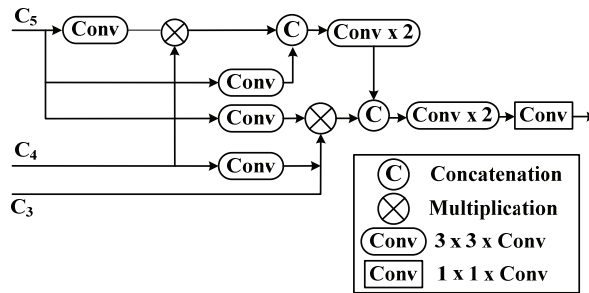 C5
Conv
C
Conv x 2
Conv
Conv
C
Conv x 2
Conv
C4
Conv
C3
C Concatenation
Multiplication
Conv 3 x 3 x Conv
Conv 1 x 1 x Conv